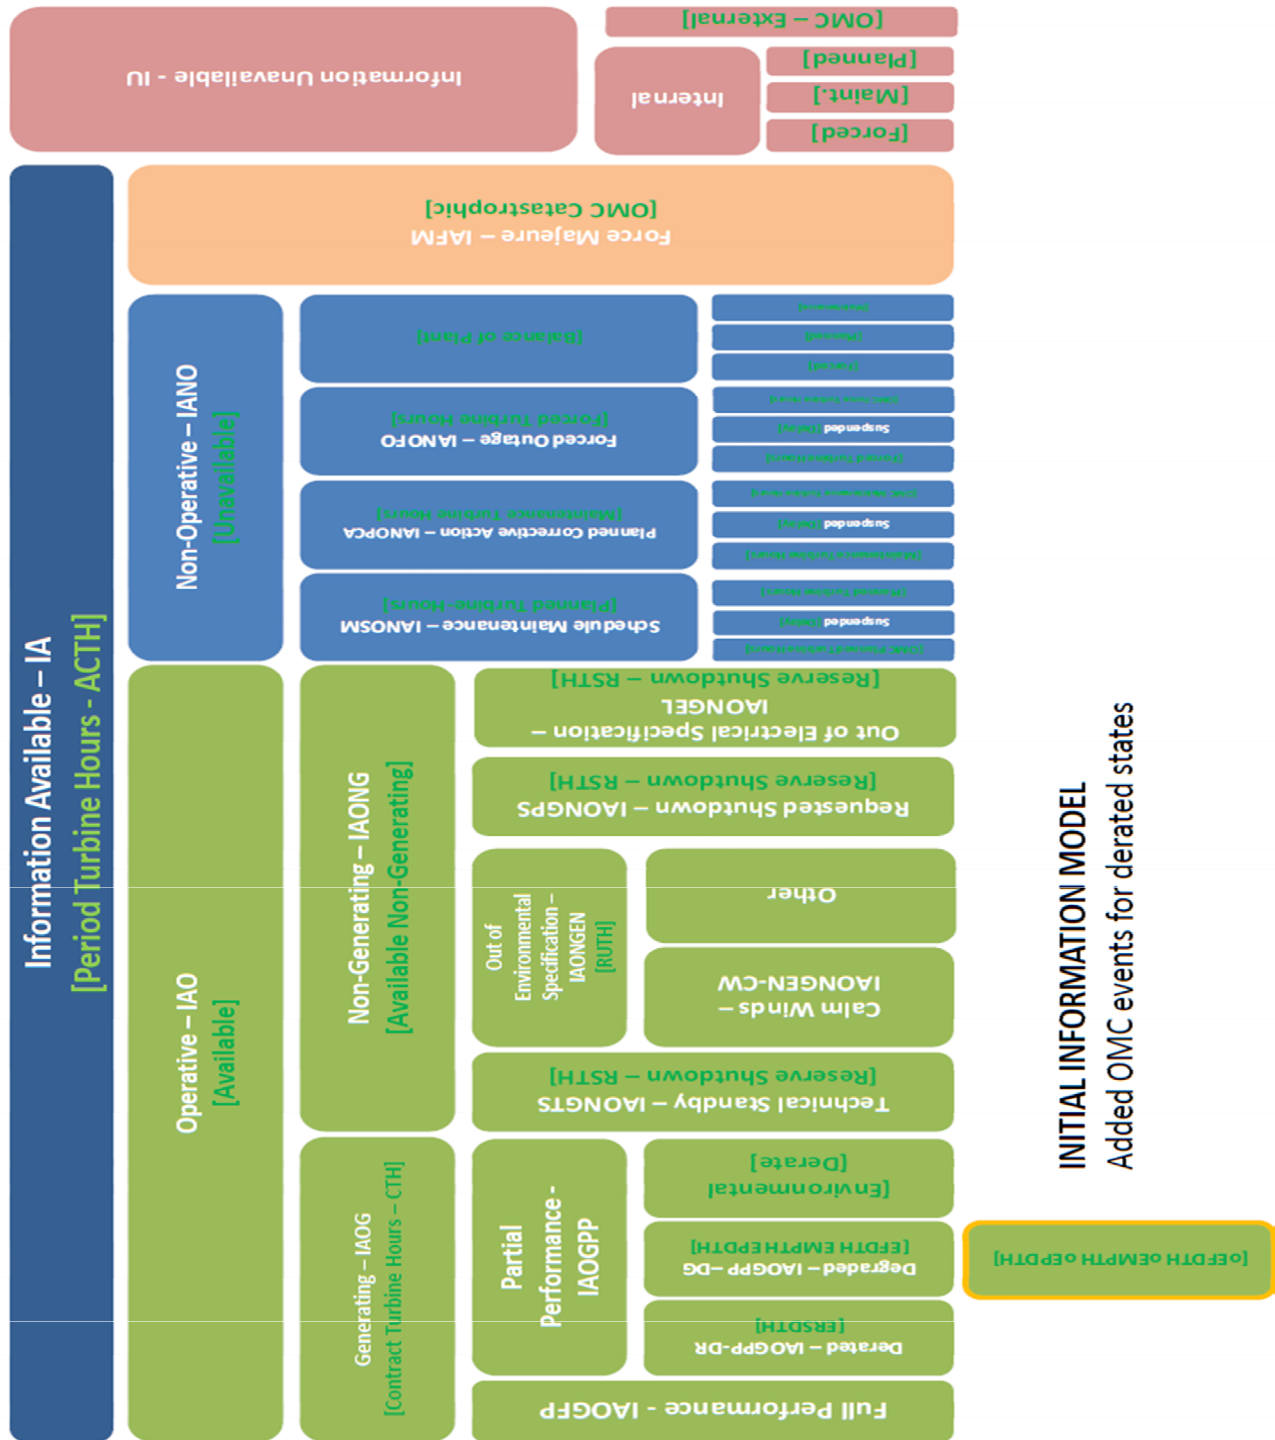 Information Available – IA
[Period Turbine Hours - ACTH]
Information Unavailable - IU
[OMC – External]
Internal
[Planned]
[Maint.]
[Forced]
Force Majeure – IAFM
[OMC Catastrophic]
Non-Operative – IANO
[Unavailable]
[Balance of Plant]
Forced Outage – IANOFO
[Forced Turbine Hours]
Suspended
Planned Corrective Action – IANOPCA
[Maintenance Turbine Hours]
Suspended
Schedule Maintenance – IANOSM
[Planned Turbine-Hours]
Suspended
Operative – IAO
[Available]
Non-Generating – IAONG
[Available Non-Generating]
Out of Electrical Specification –
IAONGEL
[Reserve Shutdown – RSTH]
Requested Shutdown – IAONGPS
[Reserve Shutdown – RSTH]
Out of
Environmental
Specification –
IAONGEN
[RUTH]
Other
Calm Winds –
IAONGEN-CW
Technical Standby – IAONGTS
[Reserve Shutdown – RSTH]
Generating – IAOG
[Contract Turbine Hours – CTH]
Partial
Performance -
IAOGPP
[Environmental
Derate]
Degraded – IAOGPP –DG
[EFDTH EMPTH EPDTH]
[oEFDTH oEMPTH oEPDTH]
Derated – IAOGPP-DR
[ERSDTH]
Full Performance - IAOGFP
INITIAL INFORMATION MODEL
Added OMC events for derated states